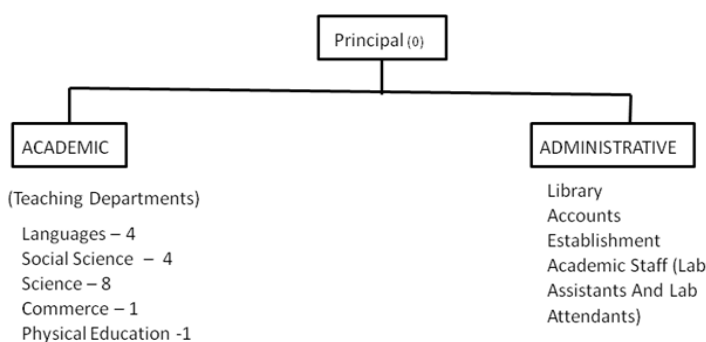 Principal (0)
ACADEMIC
(Teaching Departments)
Languages – 4
Social Science – 4
Science – 8
Commerce – 1
Physical Education -1
ADMINISTRATIVE
Library
Accounts
Establishment
Academic Staff (Lab
Assistants And Lab
Attendants)